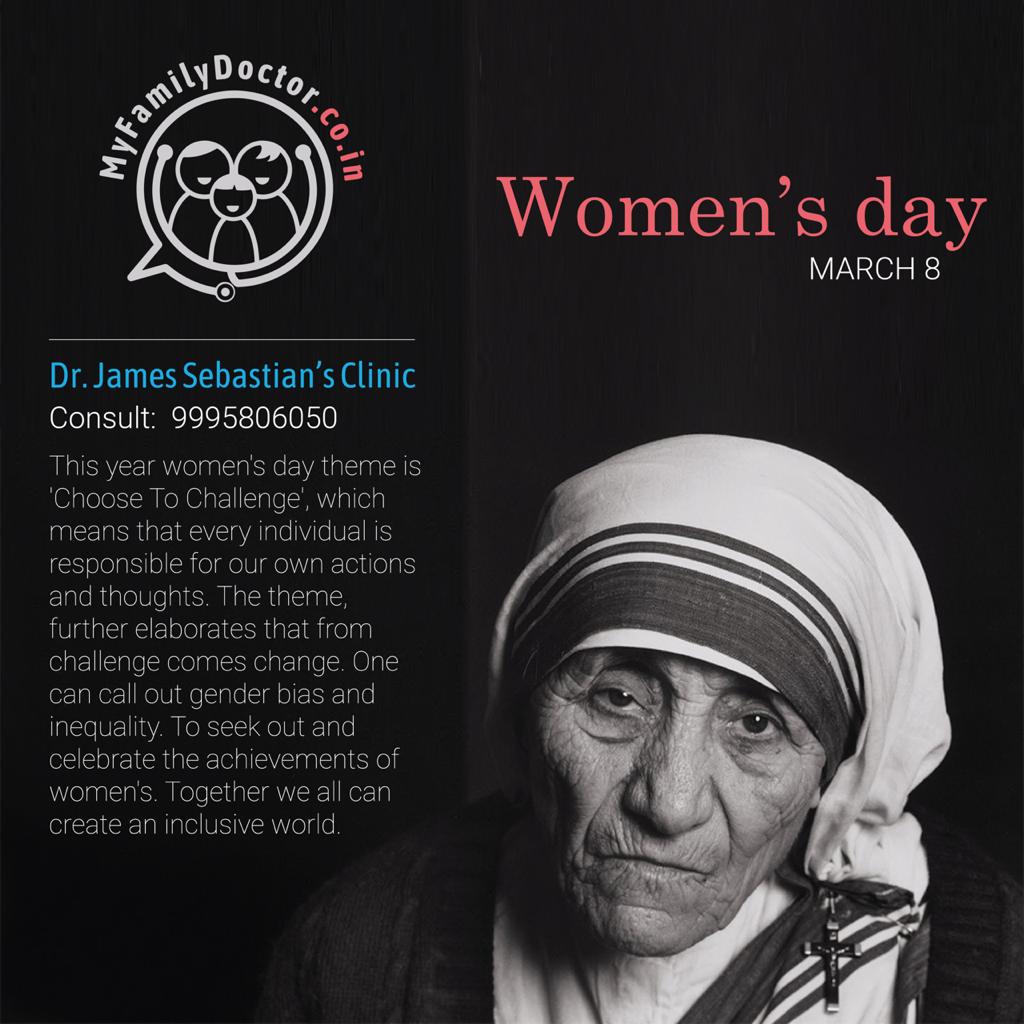 MyFamilyDoctor.co.in
Women's day
MARCH 8
Dr. James Sebastian's Clinic
Consult: 9995806050
This year women's day theme is
'Choose To Challenge', which
means that every individual is
responsible for our own actions
and thoughts. The theme,
further elaborates that from
challenge comes change. One
can call out gender bias and
inequality. To seek out and
celebrate the achievements of
women's. Together we all can
create an inclusive world.